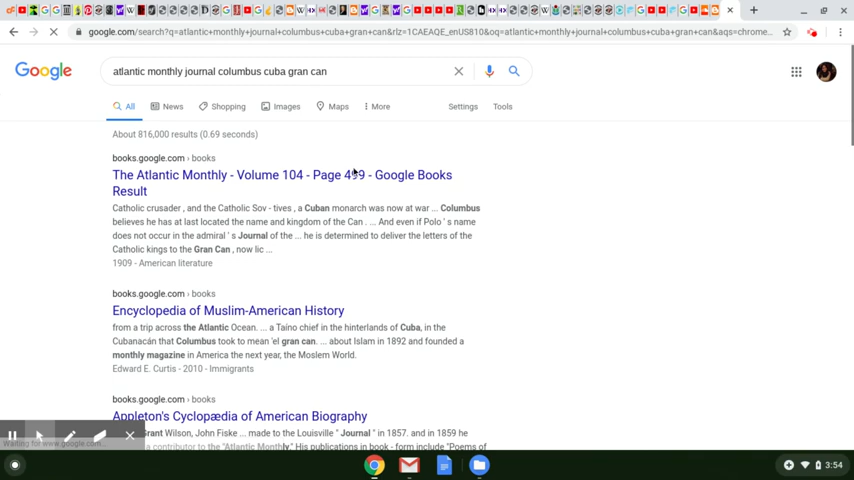 google.com/search?q=atlantic+monthly+journal+columbus+cuba+gran+can&rlz=1CAEAQE_enUS810&oq=atlantic+monthly+journal+columbus+cuba+gran+can&aqs=chrome...
Google
atlantic monthly journal columbus cuba gran can
All News Shopping Images Maps More Settings Tools
About 816,000 results (0.69 seconds)
books.google.com › books
The Atlantic Monthly - Volume 104 - Page 499 - Google Books
Result
Catholic crusader , and the Catholic Sov - tives , a Cuban monarch was now at war ... Columbus
believes he has at last located the name and kingdom of the Can . ... And even if Polo ' s name
does not occur in the admiral ' s Journal of the ... he is determined to deliver the letters of the
Catholic kings to the Gran Can , now lic ...
1909 - American literature
books.google.com › books
Encyclopedia of Muslim-American History
from a trip across the Atlantic Ocean. ... a Taíno chief in the hinterlands of Cuba, in the
Cubanacán that Columbus took to mean 'el gran can. ... about Islam in 1892 and founded a
monthly magazine in America the next year, the Moslem World.
Edward E. Curtis - 2010 - Immigrants
books.google.com › books
Appleton's Cyclopædia of American Biography
Grant Wilson, John Fiske ... made to the Louisville " Journal " in 1857. and in 1859 he
a contributor to the "Atlantic Monthly." His publications in book - form include "Poems of
Waiting for www.google.com...
3:54